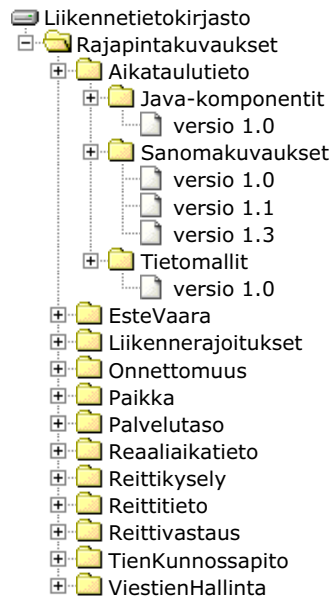 Liikennetietokirjasto
Rajapintakuvaukset
Aikataulutieto
Java-komponentit
versio 1.0
Sanomakuvaukset
versio 1.0
versio 1.1
versio 1.3
Tietomallit
versio 1.0
EsteVaara
Liikennerajoitukset
Onnettomuus
Paikka
Palvelutaso
Reaaliaikatieto
Reittikysely
Reittitieto
Reittivastaus
TienKunnossapito
ViestienHallinta